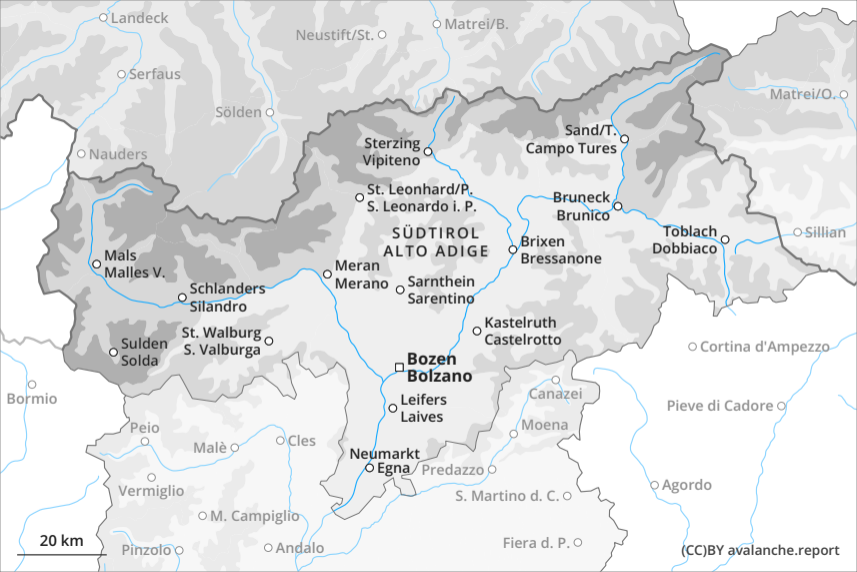 Landeck
Matrei/B.
Neustift/St.
Serfaus
Matrei/O.
Sölden
Sand/T.
Campo Tures
Sterzing
Vipiteno
Nauders
St. Leonhard/P.
S. Leonardo i. P.
Bruneck
Brunico
SÜDTIROL
ALTO ADIGE
Toblach
Dobbiaco
Sillian
Brixen
Bressanone
Mals
Malles V.
Meran
Merano
Sarnthein
Sarentino
Schlanders
Silandro
Kastelruth
Castelrotto
St. Walburg
S. Valburga
Sulden
Solda
Cortina d'Ampezzo
Bozen
Bolzano
Bormio
Canazei
Leifers
Laives
Pieve di Cadore
Peio
Moena
Cles
Malè
Neumarkt
Egna
Predazzo
Vermiglio
Agordo
S. Martino d. C.
M. Campiglio
20 km
Pinzolo
Andalo
Fiera d. P.
(CC)BY avalanche.report